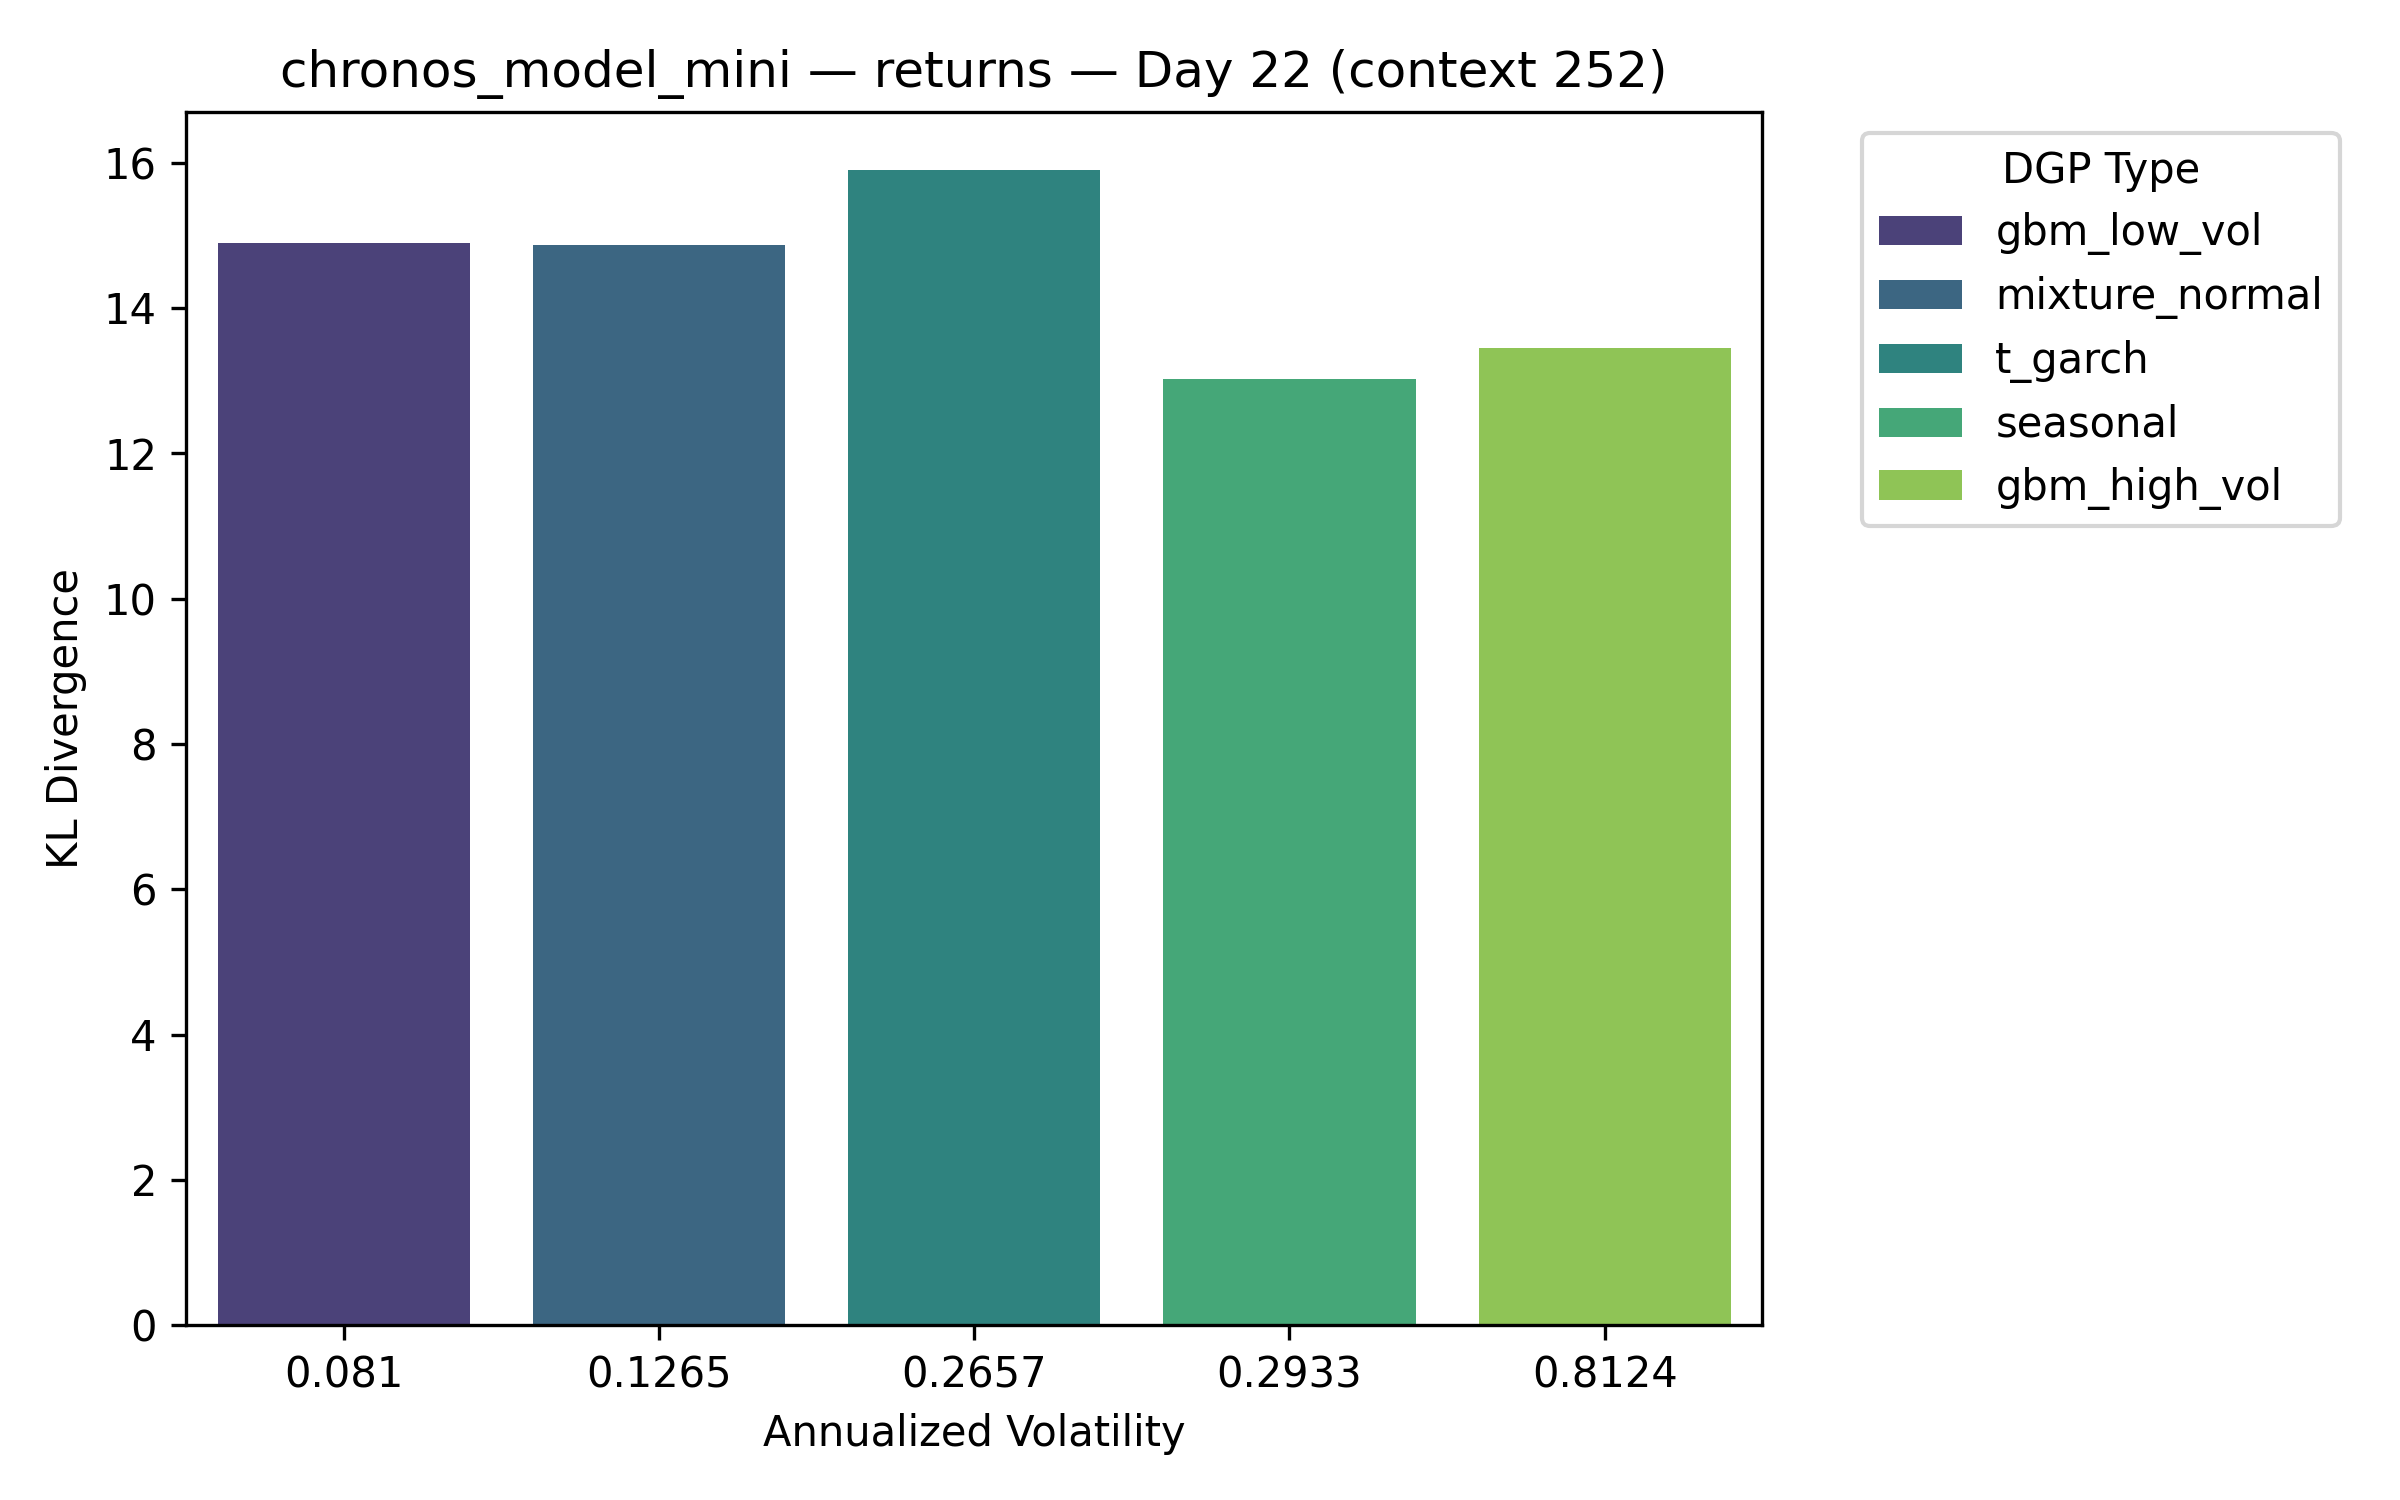 chronos_model_mini — returns — Day 22 (context 252)
16
14
12
10
8
6
4
2
0
KL Divergence
0.081
0.1265
0.2657
0.2933
0.8124
Annualized Volatility
DGP Type
gbm_low_vol
mixture_normal
t_garch
seasonal
gbm_high_vol